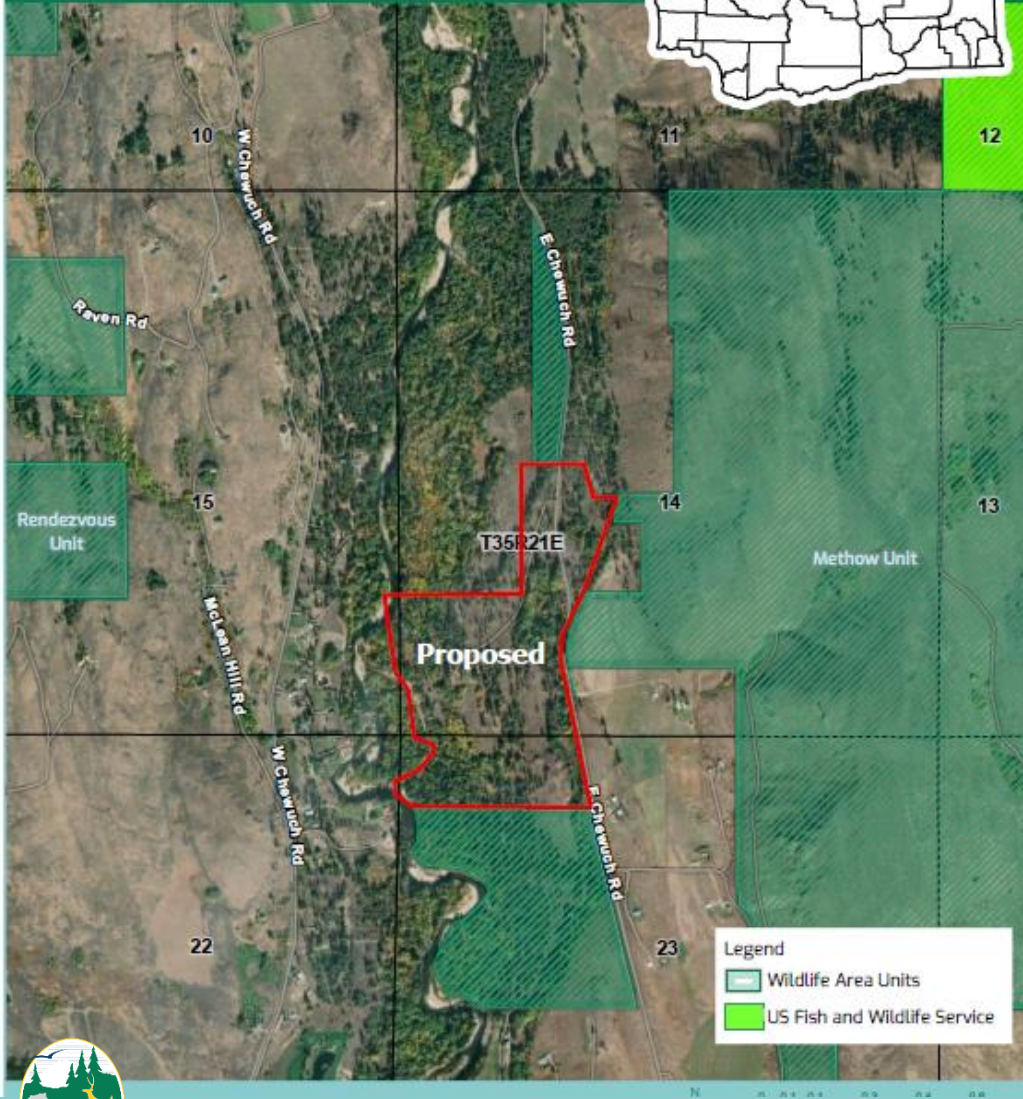 10
11
12
W Chewuch Rd
E Chewuch Rd
Raven Rd
15
14
13
Rendezvous
Unit
T35R21E
Methow Unit
McLean Hill Rd
Proposed
W Chewuch Rd
E Chewuch Rd
22
23
Legend
Wildlife Area Units
US Fish and Wildlife Service
N